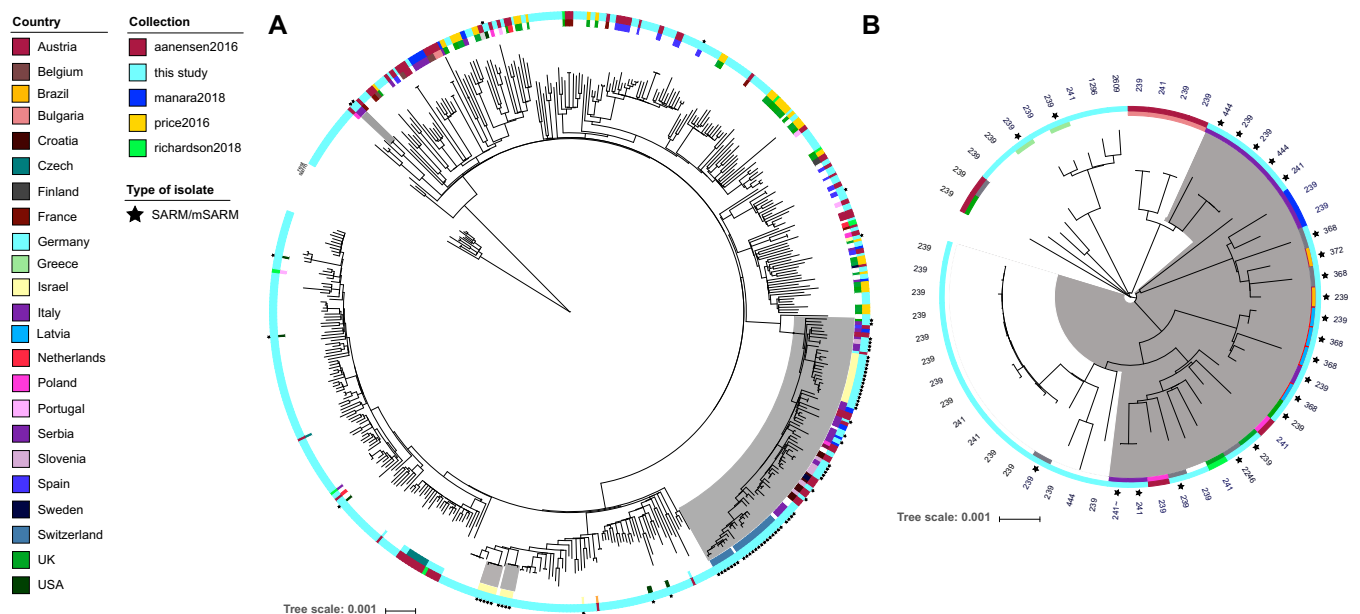 Country
Austria
Belgium
Brazil
Bulgaria
Croatia
Czech
Finland
France
Germany
Greece
Israel
Italy
Latvia
Netherlands
Poland
Portugal
Serbia
Slovenia
Spain
Sweden
Switzerland
UK
USA
Collection
aanensen2016
this study
manara2018
price2016
richardson2018
Type of isolate
SARM/mSARM
A
Tree scale: 0.001
B
239
239
239
239
239
239
241
1296
2609
239
241
239
239
444
239
239
444
241
239
239
368
372
368
239
239
368
368
239
368
239
241
239
2246
241
239
239
241
241~
239
444
239
239
239
241
241
239
239
239
239
239
239
239
Tree scale: 0.001